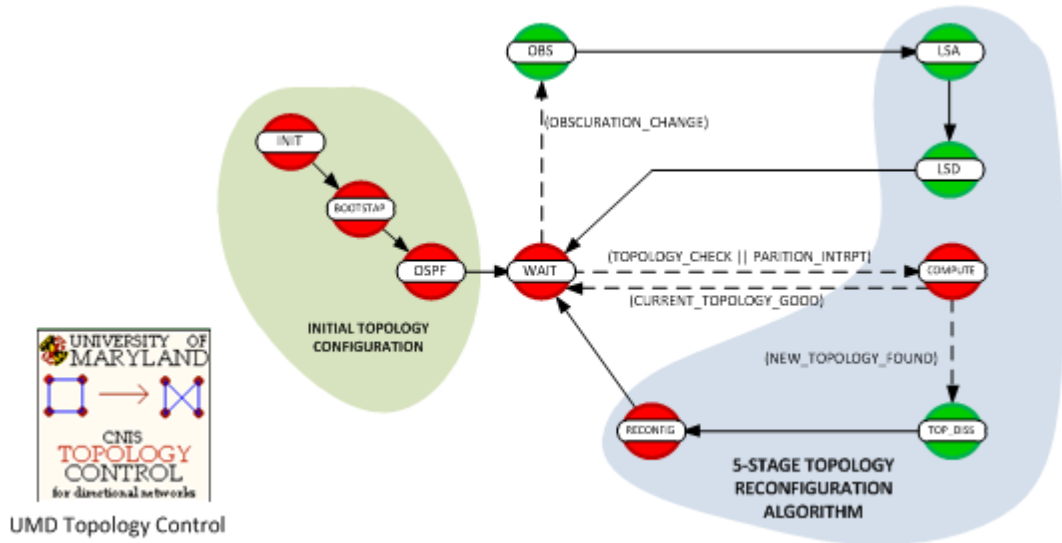 OBS
LSA
(OBSCURATION_CHANGE)
INIT
LSD
BOOTSTAP
(TOPOLOGY_CHECK || PARITION_INTRPT)
OSPF
WAIT
COMPUTE
(CURRENT_TOPOLOGY_GOOD)
INITIAL TOPOLOGY
CONFIGURATION
(NEW_TOPOLOGY_FOUND)
RECONFIG
TOP_DISS
5-STAGE TOPOLOGY
RECONFIGURATION
ALGORITHM
UNIVERSITY OF
MARYLAND
CNIS
TOPOLOGY
CONTROL
for directional networks
UMD Topology Control